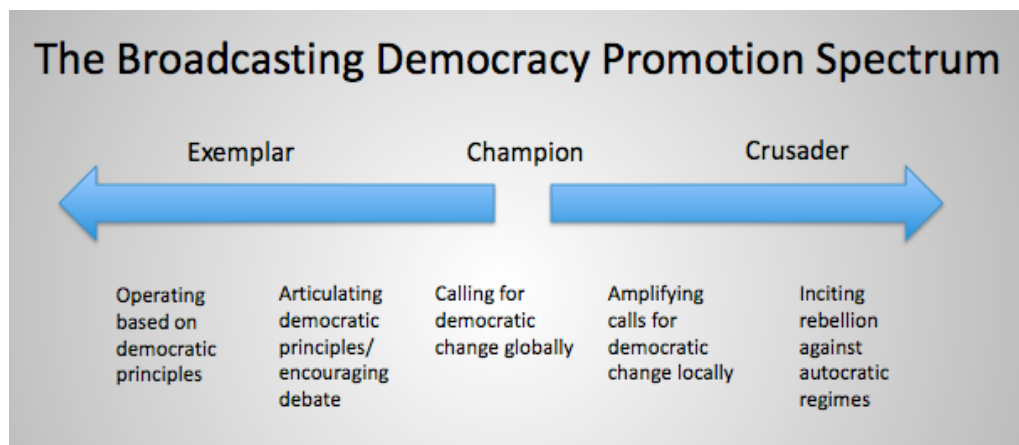 The Broadcasting Democracy Promotion Spectrum
Exemplar
Champion
Crusader
Operating
based on
democratic
principles
Articulating
democratic
principles/
encouraging
debate
Calling for
democratic
change globally
Amplifying
calls for
democratic
change locally
Inciting
rebellion
against
autocratic
regimes